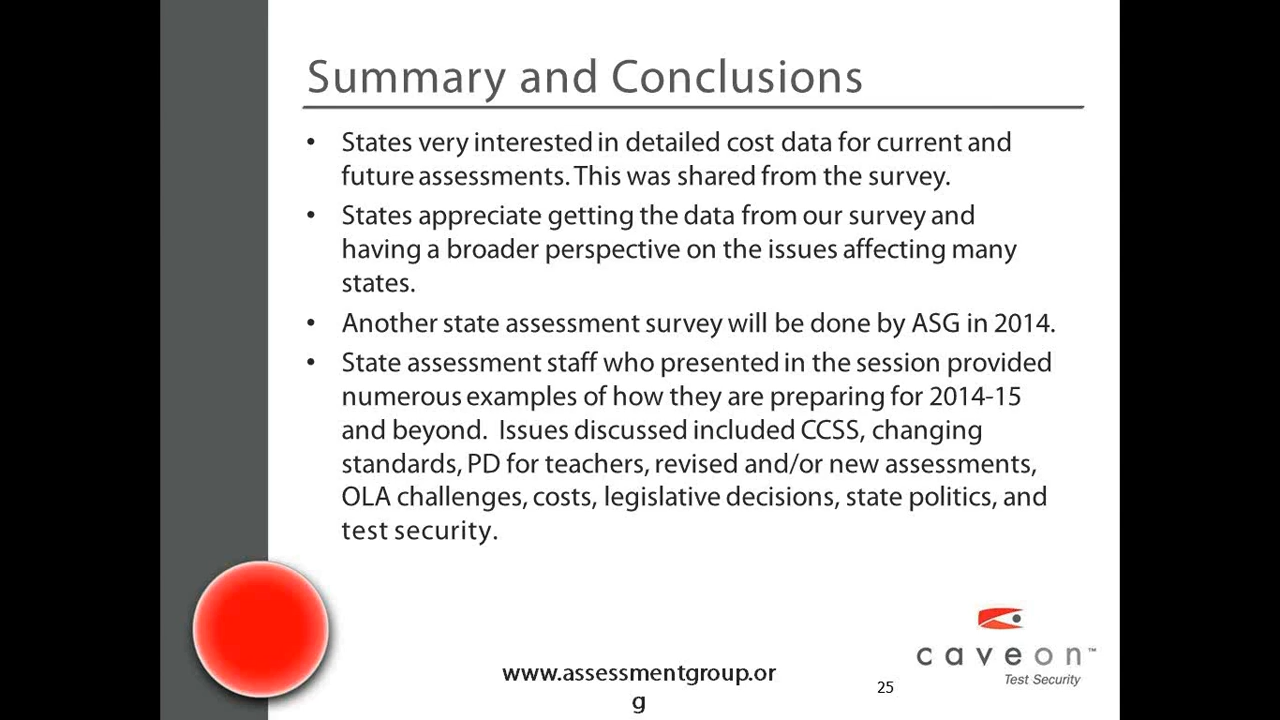 Summary and Conclusions
• States very interested in detailed cost data for current and
future assessments. This was shared from the survey.
• States appreciate getting the data from our survey and
having a broader perspective on the issues affecting many
states.
• Another state assessment survey will be done by ASG in 2014.
• State assessment staff who presented in the session provided
numerous examples of how they are preparing for 2014-15
and beyond. Issues discussed included CCSS, changing
standards, PD for teachers, revised and/or new assessments,
OLA challenges, costs, legislative decisions, state politics, and
test security.
www.assessmentgroup.or
g
25
caveon™
Test Security